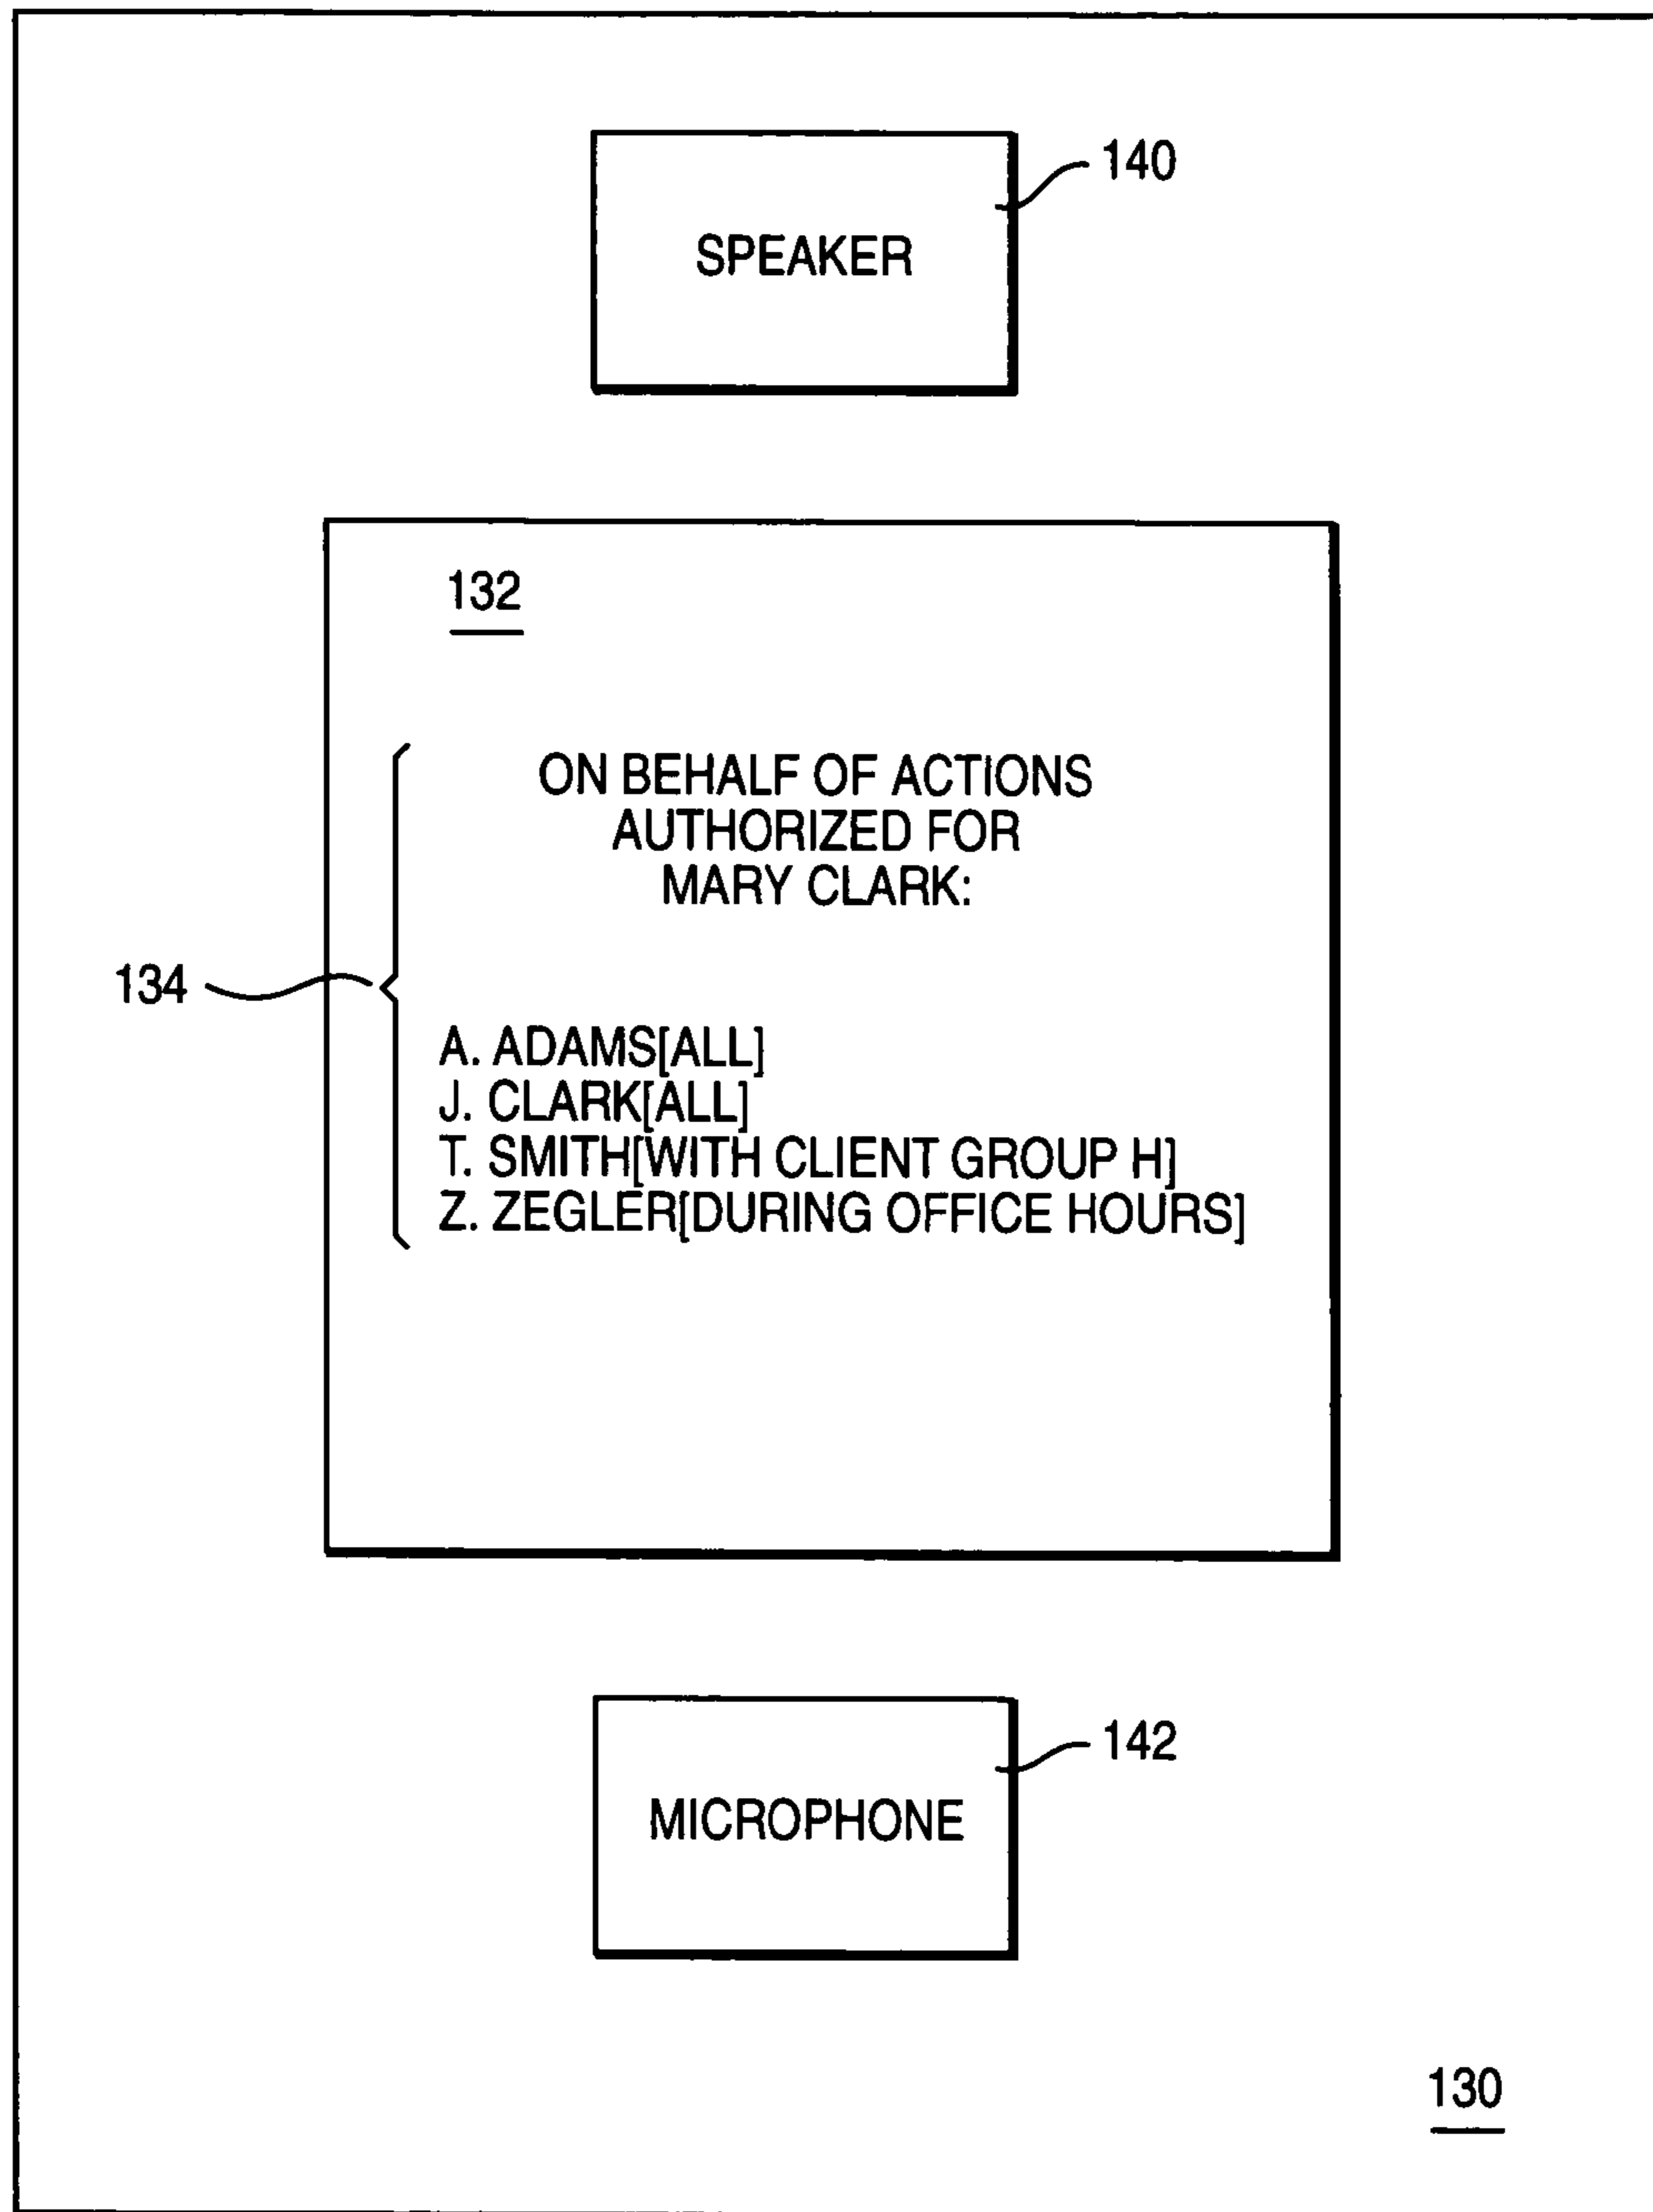 140
SPEAKER
132
ON BEHALF OF ACTIONS
AUTHORIZED FOR
MARY CLARK:
134
A. ADAMS[ALL]
J. CLARK[ALL]
T. SMITH[WITH CLIENT GROUP H]
Z. ZEGLER[DURING OFFICE HOURS]
142
MICROPHONE
130